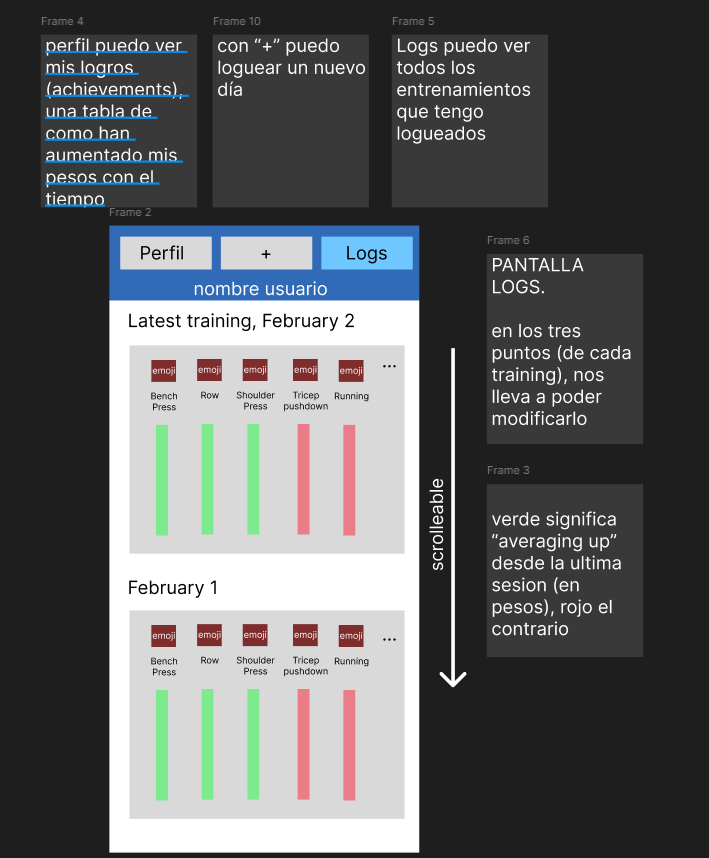 Frame 4
perfil puedo ver
mis logros
(achievements),
una tabla de
como han
aumentado mis
pesos con el
tiempo
Frame 10
con “+” puedo
loguear un nuevo
día
Frame 5
Logs puedo ver
todos los
entrenamientos
que tengo
logueados
Frame 2
Perfil
+
Logs
nombre usuario
Latest training, February 2
emoji
emoji
emoji
emoji
emoji
...
Bench
Press
Row
Shoulder
Press
Tricep
pushdown
Running
February 1
emoji
emoji
emoji
emoji
emoji
...
Bench
Press
Row
Shoulder
Press
Tricep
pushdown
Running
scrolleable
Frame 6
PANTALLA
LOGS.
en los tres
puntos (de cada
training), nos
lleva a poder
modificarlo
Frame 3
verde significa
“averaging up”
desde la ultima
sesion (en
pesos), rojo el
contrario